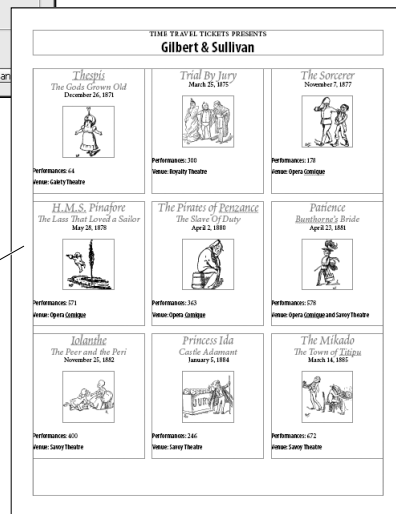 an
TIME TRAVEL TICKETS PRESENTS
Gilbert & Sullivan
Thespis
The Gods Grown Old
December 26, 1871
Performances: 64
Venue: Gaiety Theatre
Trial By Jury
March 25, 1875
Performances: 300
Venue: Royalty Theatre
The Sorcerer
November 7, 1877
Performances: 178
Venue: Opera Comique
H.M.S. Pinafore
The Lass That Loved a Sailor
May 28, 1878
Performances: 571
Venue: Opera Comique
The Pirates of Penzance
The Slave Of Duty
April 2, 1880
Performances: 363
Venue: Opera Comique
Patience
Bunthorne's Bride
April 23, 1881
Performances: 578
Venue: Opera Comique and Savoy Theatre
Iolanthe
The Peer and the Peri
November 25, 1882
Performances: 400
Venue: Savoy Theatre
Princess Ida
Castle Adamant
January 5, 1884
JURY
Performances: 246
Venue: Savoy Theatre
The Mikado
The Town of Titipu
March 14, 1885
Performances: 672
Venue: Savoy Theatre